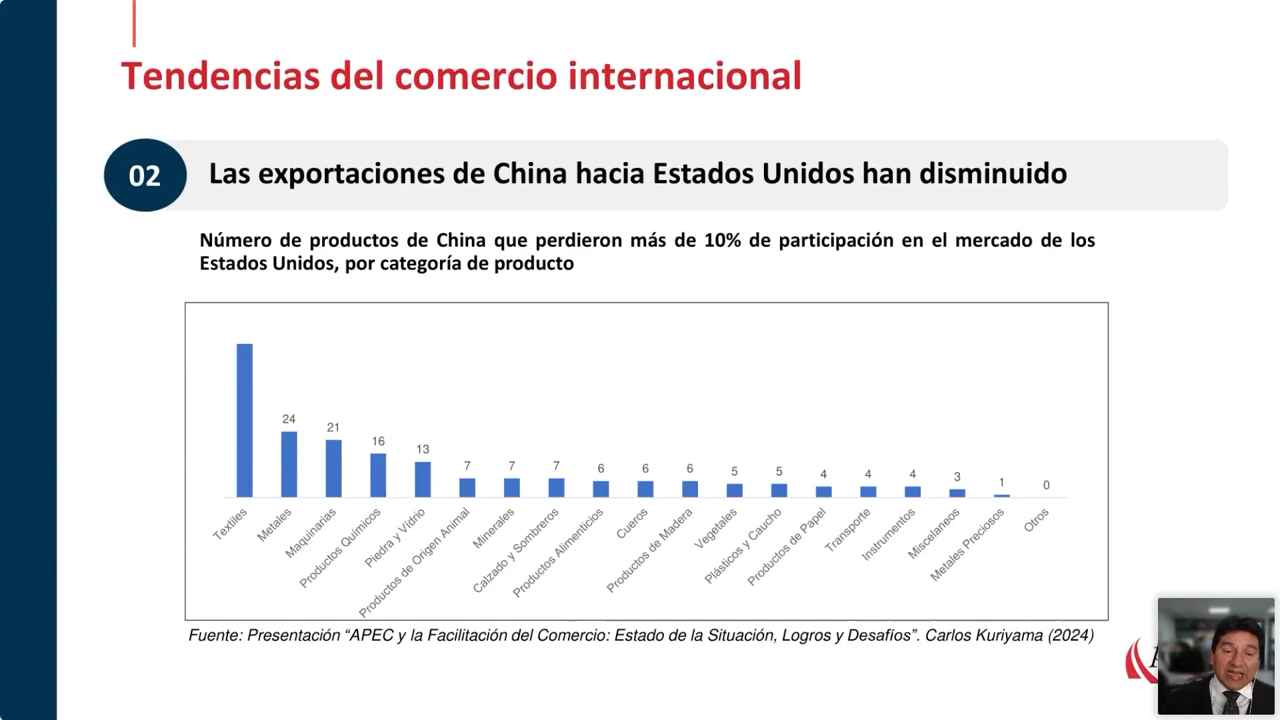 Tendencias del comercio internacional
02
Las exportaciones de China hacia Estados Unidos han disminuido
Número de productos de China que perdieron más de 10% de participación en el mercado de los
Estados Unidos, por categoría de producto
24
21
16
13
7
7
7
6
6
6
5
5
4
4
4
3
1
0
Textiles
Metales
Maquinarias
Productos Químicos
Piedra y Vidrio
Productos de Origen Animal
Minerales
Calzado y Sombreros
Productos Alimenticios
Cueros
Productos de Madera
Vegetales
Plásticos y Caucho
Productos de Papel
Transporte
Instrumentos
Miscelaneos
Metales Preciosos
Otros
Fuente: Presentación “APEC y la Facilitación del Comercio: Estado de la Situación, Logros y Desafíos”. Carlos Kuriyama (2024)